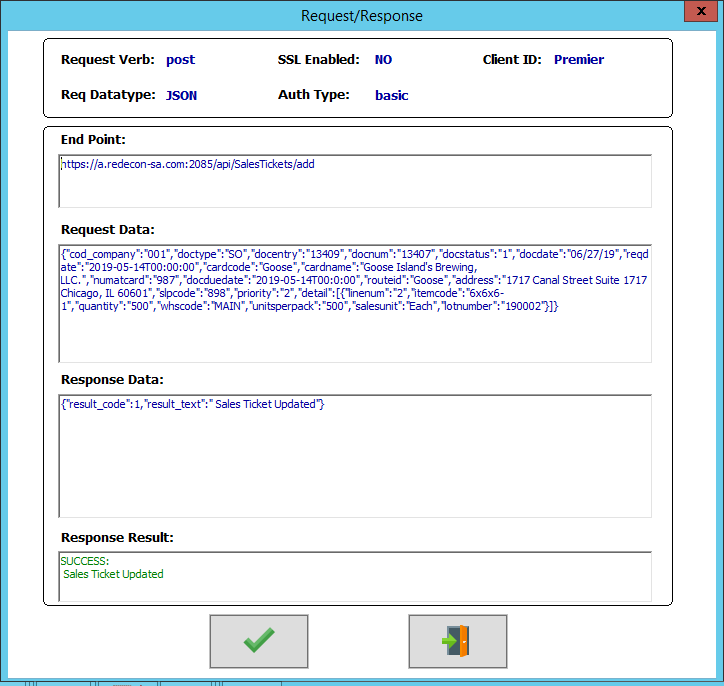 Request/Response
x
Request Verb: post SSL Enabled: NO Client ID: Premier
Req Datatype: JSON Auth Type: basic
End Point:
https://a.redecon-sa.com:2085/api/SalesTickets/add
Request Data:
{"cod_company":"001","doctype":"SO","docentry":"13409","docnum":"13407","docstatus":"1","docdate":"06/27/19","reqd
date":"2019-05-14T00:00:00","cardcode":"Goose","cardname":"Goose Island's Brewing,
LLC.","numatcard":"987","docduedate":"2019-05-14T00:00:00","routeid":"Goose","address":"1717 Canal Street Suite 1717
Chicago, IL 60601","slpcode":"898","priority":"2","detail":[{"linenum":"2","itemcode":"6x6x6-
1","quantity":"500","whscode":"MAIN","unitsperpack":"500","salesunit":"Each","lotnumber":"190002"}]}
Response Data:
{"result_code":1,"result_text":" Sales Ticket Updated"}
Response Result:
SUCCESS:
Sales Ticket Updated